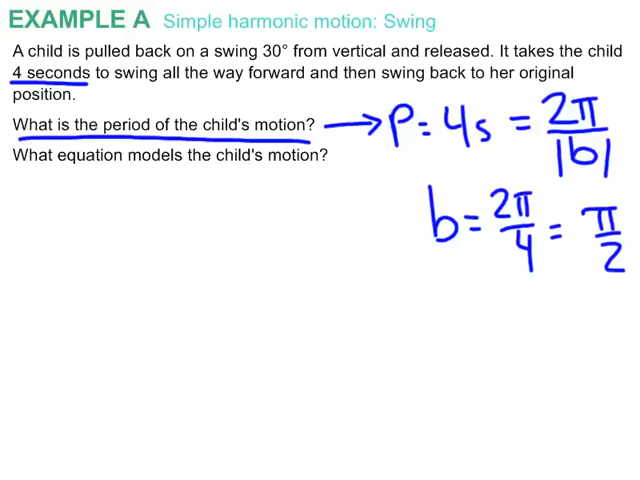 EXAMPLE A Simple harmonic motion: Swing
A child is pulled back on a swing 30° from vertical and released. It takes the child
4 seconds to swing all the way forward and then swing back to her original
position.
What is the period of the child's motion? → P = 4s = 2π/|b|
What equation models the child's motion?
b = 2π/4 = π/2